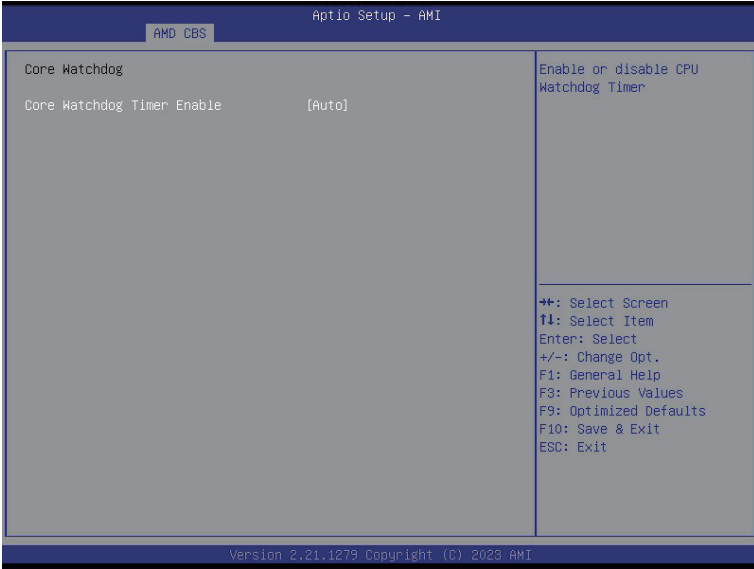 Aptio Setup – AMI
AMD CBS
Core Watchdog
Core Watchdog Timer Enable [Auto]
Enable or disable CPU
Watchdog Timer
→←: Select Screen
↑↓: Select Item
Enter: Select
+/-: Change Opt.
F1: General Help
F3: Previous Values
F9: Optimized Defaults
F10: Save & Exit
ESC: Exit
Version 2.21.1279 Copyright (C) 2023 AMI